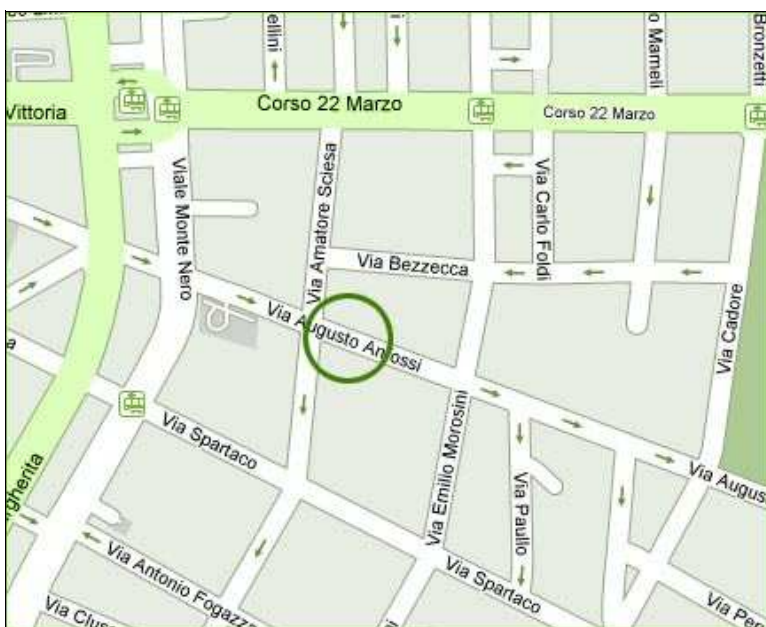 ellini
Mameli
Bronzetti
Vittoria
Corso 22 Marzo
Corso 22 Marzo
Viale Monte Nero
Via Amatore Sciesa
Via Carlo Foldi
Via Bezzecca
Via Cadore
Via Augusto Anfossi
Via Spartaco
Via Emilio Morosini
Via Paullo
Via Augus
rgherita
Via Antonio Fogazza
Via Spartaco
Via Clus
Via Per